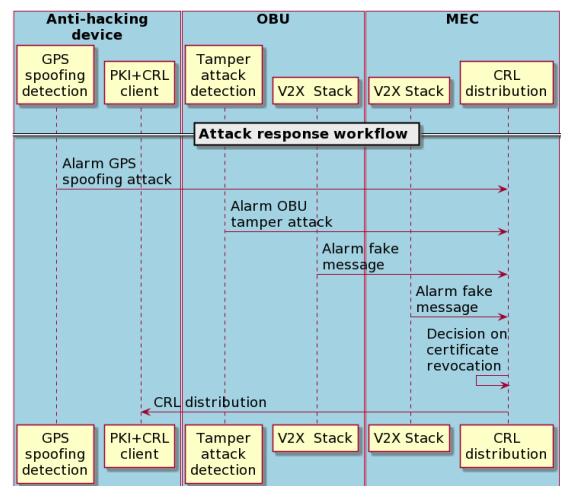 Anti-hacking
device
OBU
MEC
GPS
spoofing
detection
PKI+CRL
client
Tamper
attack
detection
V2X  Stack
V2X Stack
CRL
distribution
Attack response workflow
Alarm GPS
spoofing attack
Alarm OBU
tamper attack
Alarm fake
message
Alarm fake
message
Decision on
certificate
revocation
CRL distribution
GPS
spoofing
detection
PKI+CRL
client
Tamper
attack
detection
V2X  Stack
V2X Stack
CRL
distribution